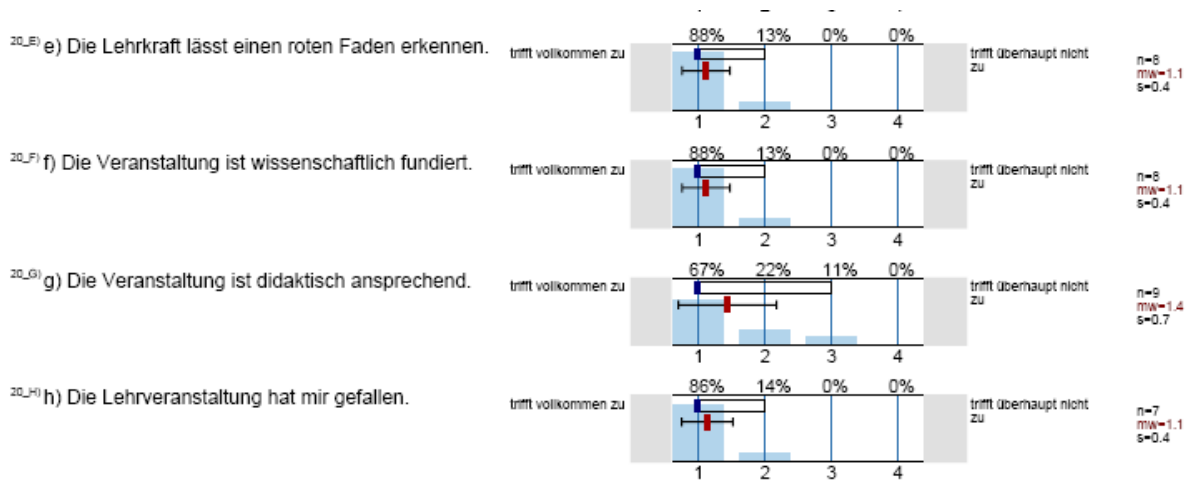 20_E) e) Die Lehrkraft lässt einen roten Faden erkennen.
trifft vollkommen zu
88% 13% 0% 0%
1 2 3 4
trifft überhaupt nicht
zu
n=8
mw=1.1
s=0.4
20_F) f) Die Veranstaltung ist wissenschaftlich fundiert.
trifft vollkommen zu
88% 13% 0% 0%
1 2 3 4
trifft überhaupt nicht
zu
n=8
mw=1.1
s=0.4
20_G) g) Die Veranstaltung ist didaktisch ansprechend.
trifft vollkommen zu
67% 22% 11% 0%
1 2 3 4
trifft überhaupt nicht
zu
n=9
mw=1.4
s=0.7
20_H) h) Die Lehrveranstaltung hat mir gefallen.
trifft vollkommen zu
86% 14% 0% 0%
1 2 3 4
trifft überhaupt nicht
zu
n=7
mw=1.1
s=0.4